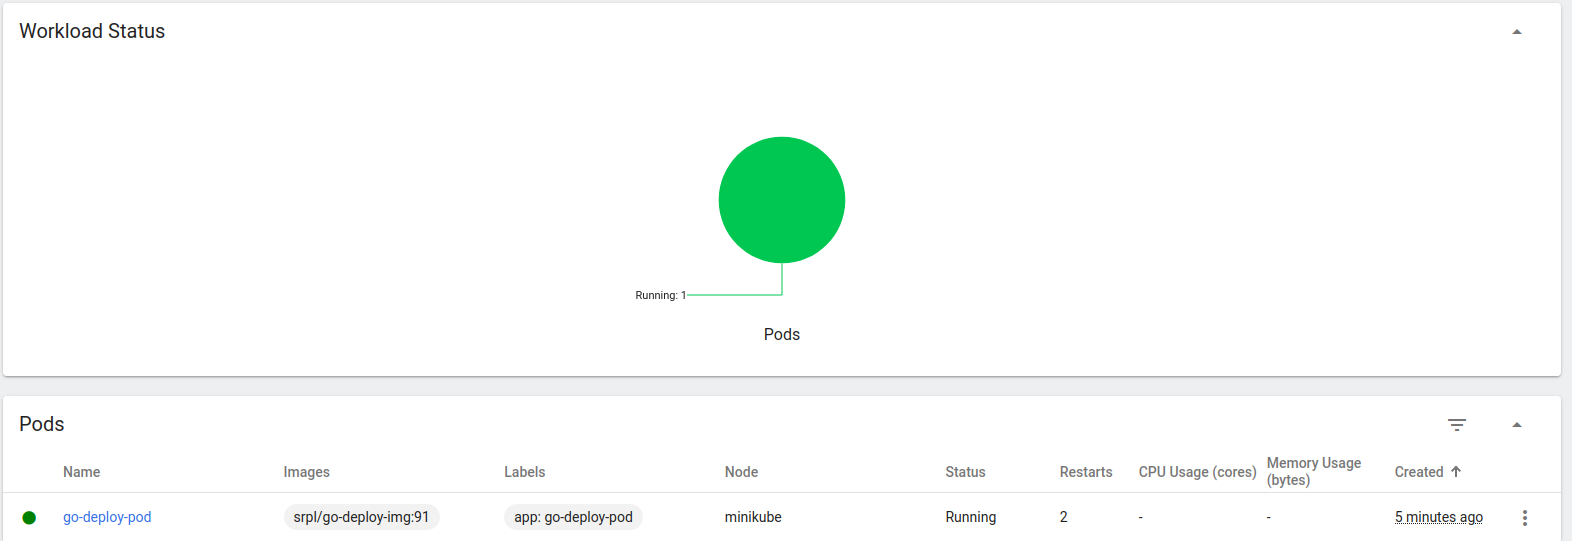 Workload Status
Running: 1
Pods
Pods
Name Images Labels Node Status Restarts CPU Usage (cores) Memory Usage (bytes) Created
go-deploy-pod srpl/go-deploy-img:91 app: go-deploy-pod minikube Running 2 - - 5 minutes ago